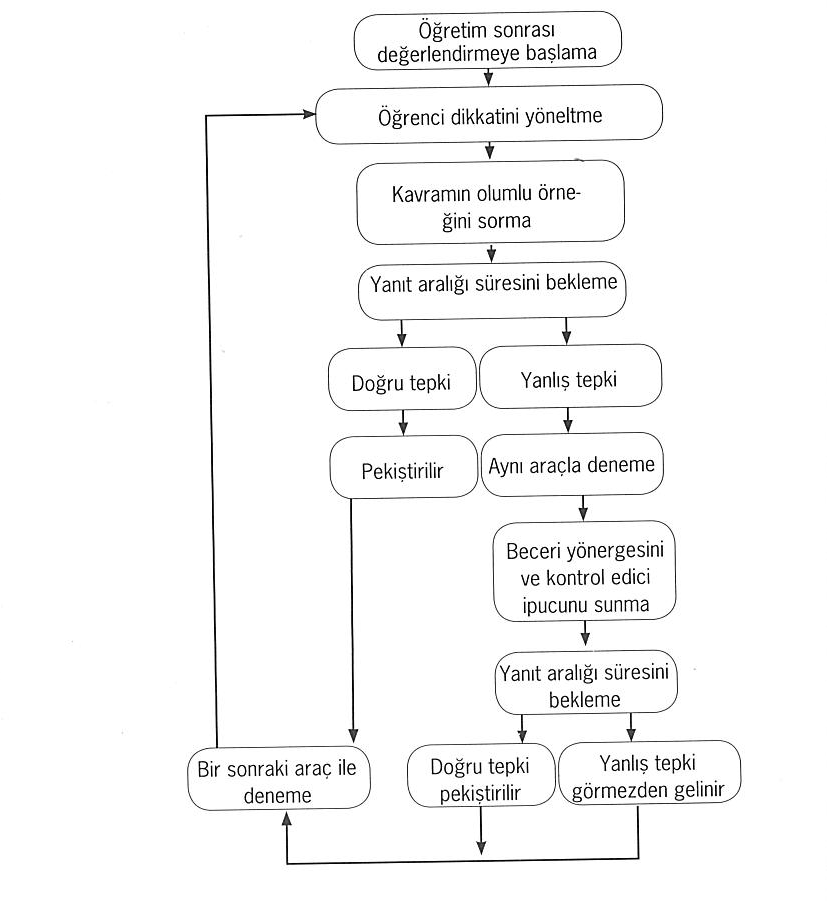 Öğretim sonrası
değerlendirmeye başlama
Öğrenci dikkatini yöneltme
Kavramın olumlu örne-
ğini sorma
Yanıt aralığı süresini bekleme
Doğru tepki
Yanlış tepki
Pekiştirilir
Aynı araçla deneme
Beceri yönergesini
ve kontrol edici
ipucunu sunma
Yanıt aralığı süresini
bekleme
Bir sonraki araç ile
deneme
Doğru tepki
pekiştirilir
Yanlış tepki
görmezden gelinir